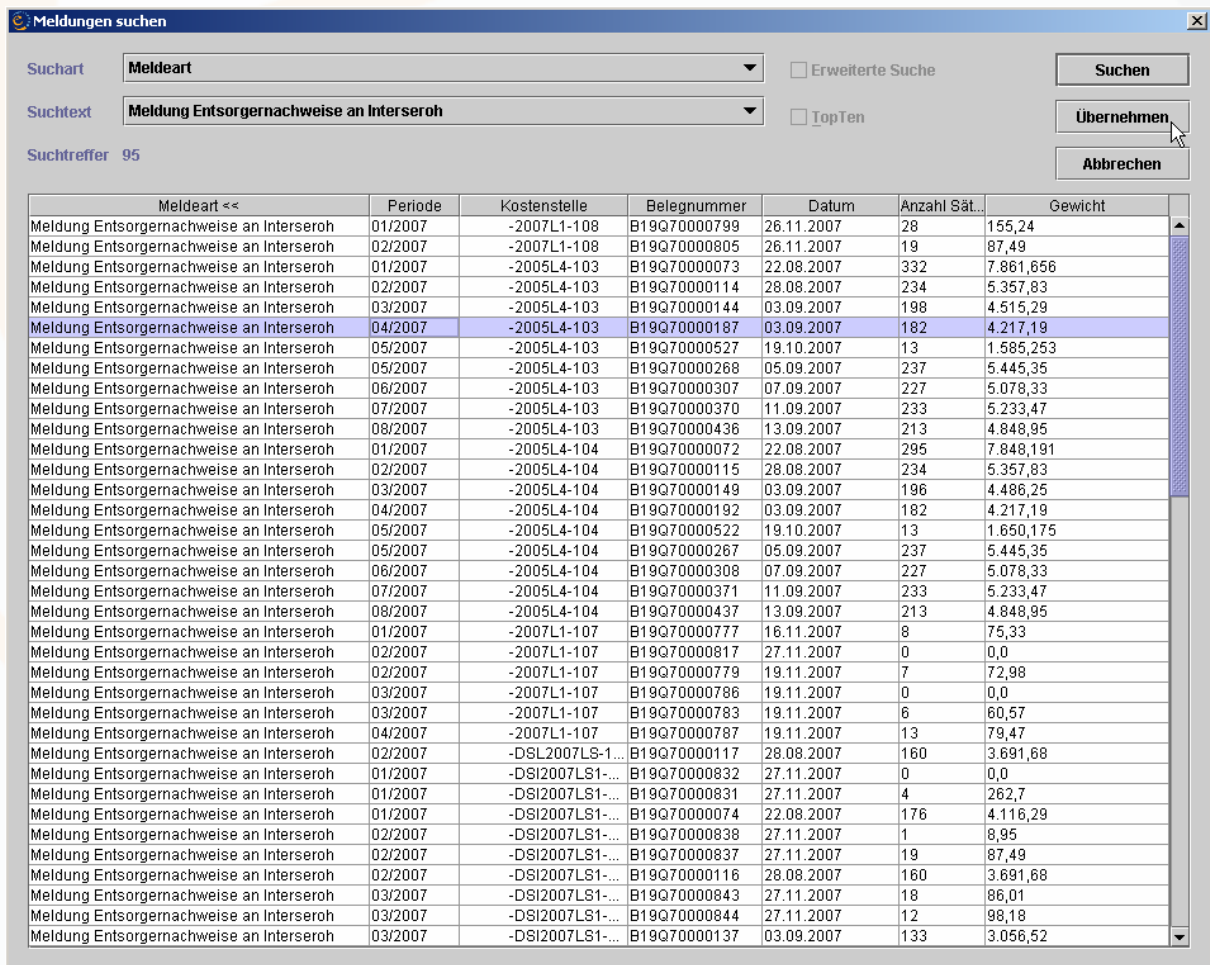 Meldungen suchen
Suchart Meldeart Erweiterte Suche Suchen
Suchtext Meldung Entsorgernachweise an Interseroh TopTen Übernehmen
Suchtreffer 95 Abbrechen
Meldeart << Periode Kostenstelle Belegnummer Datum Anzahl Sät... Gewicht
Meldung Entsorgernachweise an Interseroh 01/2007 -2007L1-108 B19Q70000799 26.11.2007 28 155,24
Meldung Entsorgernachweise an Interseroh 02/2007 -2007L1-108 B19Q70000805 26.11.2007 19 87,49
Meldung Entsorgernachweise an Interseroh 01/2007 -2005L4-103 B19Q70000073 22.08.2007 332 7.861,656
Meldung Entsorgernachweise an Interseroh 02/2007 -2005L4-103 B19Q70000114 28.08.2007 234 5.357,83
Meldung Entsorgernachweise an Interseroh 03/2007 -2005L4-103 B19Q70000144 03.09.2007 198 4.515,29
Meldung Entsorgernachweise an Interseroh 04/2007 -2005L4-103 B19Q70000187 03.09.2007 182 4.217,19
Meldung Entsorgernachweise an Interseroh 05/2007 -2005L4-103 B19Q70000527 19.10.2007 13 1.585,253
Meldung Entsorgernachweise an Interseroh 05/2007 -2005L4-103 B19Q70000268 05.09.2007 237 5.445,35
Meldung Entsorgernachweise an Interseroh 06/2007 -2005L4-103 B19Q70000307 07.09.2007 227 5.078,33
Meldung Entsorgernachweise an Interseroh 07/2007 -2005L4-103 B19Q70000370 11.09.2007 233 5.233,47
Meldung Entsorgernachweise an Interseroh 08/2007 -2005L4-103 B19Q70000436 13.09.2007 213 4.848,95
Meldung Entsorgernachweise an Interseroh 01/2007 -2005L4-104 B19Q70000072 22.08.2007 295 7.848,191
Meldung Entsorgernachweise an Interseroh 02/2007 -2005L4-104 B19Q70000115 28.08.2007 234 5.357,83
Meldung Entsorgernachweise an Interseroh 03/2007 -2005L4-104 B19Q70000149 03.09.2007 196 4.486,25
Meldung Entsorgernachweise an Interseroh 04/2007 -2005L4-104 B19Q70000192 03.09.2007 182 4.217,19
Meldung Entsorgernachweise an Interseroh 05/2007 -2005L4-104 B19Q70000522 19.10.2007 13 1.650,175
Meldung Entsorgernachweise an Interseroh 05/2007 -2005L4-104 B19Q70000267 05.09.2007 237 5.445,35
Meldung Entsorgernachweise an Interseroh 06/2007 -2005L4-104 B19Q70000308 07.09.2007 227 5.078,33
Meldung Entsorgernachweise an Interseroh 07/2007 -2005L4-104 B19Q70000371 11.09.2007 233 5.233,47
Meldung Entsorgernachweise an Interseroh 08/2007 -2005L4-104 B19Q70000437 13.09.2007 213 4.848,95
Meldung Entsorgernachweise an Interseroh 01/2007 -2007L1-107 B19Q70000777 16.11.2007 8 75,33
Meldung Entsorgernachweise an Interseroh 02/2007 -2007L1-107 B19Q70000817 27.11.2007 0 0,0
Meldung Entsorgernachweise an Interseroh 02/2007 -2007L1-107 B19Q70000779 19.11.2007 7 72,98
Meldung Entsorgernachweise an Interseroh 03/2007 -2007L1-107 B19Q70000786 19.11.2007 0 0,0
Meldung Entsorgernachweise an Interseroh 03/2007 -2007L1-107 B19Q70000783 19.11.2007 6 60,57
Meldung Entsorgernachweise an Interseroh 04/2007 -2007L1-107 B19Q70000787 19.11.2007 13 79,47
Meldung Entsorgernachweise an Interseroh 02/2007 -DSL2007LS-1... B19Q70000117 28.08.2007 160 3.691,68
Meldung Entsorgernachweise an Interseroh 01/2007 -DSI2007LS1-... B19Q70000832 27.11.2007 0 0,0
Meldung Entsorgernachweise an Interseroh 01/2007 -DSI2007LS1-... B19Q70000831 27.11.2007 4 262,7
Meldung Entsorgernachweise an Interseroh 01/2007 -DSI2007LS1-... B19Q70000074 22.08.2007 176 4.116,29
Meldung Entsorgernachweise an Interseroh 02/2007 -DSI2007LS1-... B19Q70000838 27.11.2007 1 8,95
Meldung Entsorgernachweise an Interseroh 02/2007 -DSI2007LS1-... B19Q70000837 27.11.2007 19 87,49
Meldung Entsorgernachweise an Interseroh 02/2007 -DSI2007LS1-... B19Q70000116 28.08.2007 160 3.691,68
Meldung Entsorgernachweise an Interseroh 03/2007 -DSI2007LS1-... B19Q70000843 27.11.2007 18 86,01
Meldung Entsorgernachweise an Interseroh 03/2007 -DSI2007LS1-... B19Q70000844 27.11.2007 12 98,18
Meldung Entsorgernachweise an Interseroh 03/2007 -DSI2007LS1-... B19Q70000137 03.09.2007 133 3.056,52